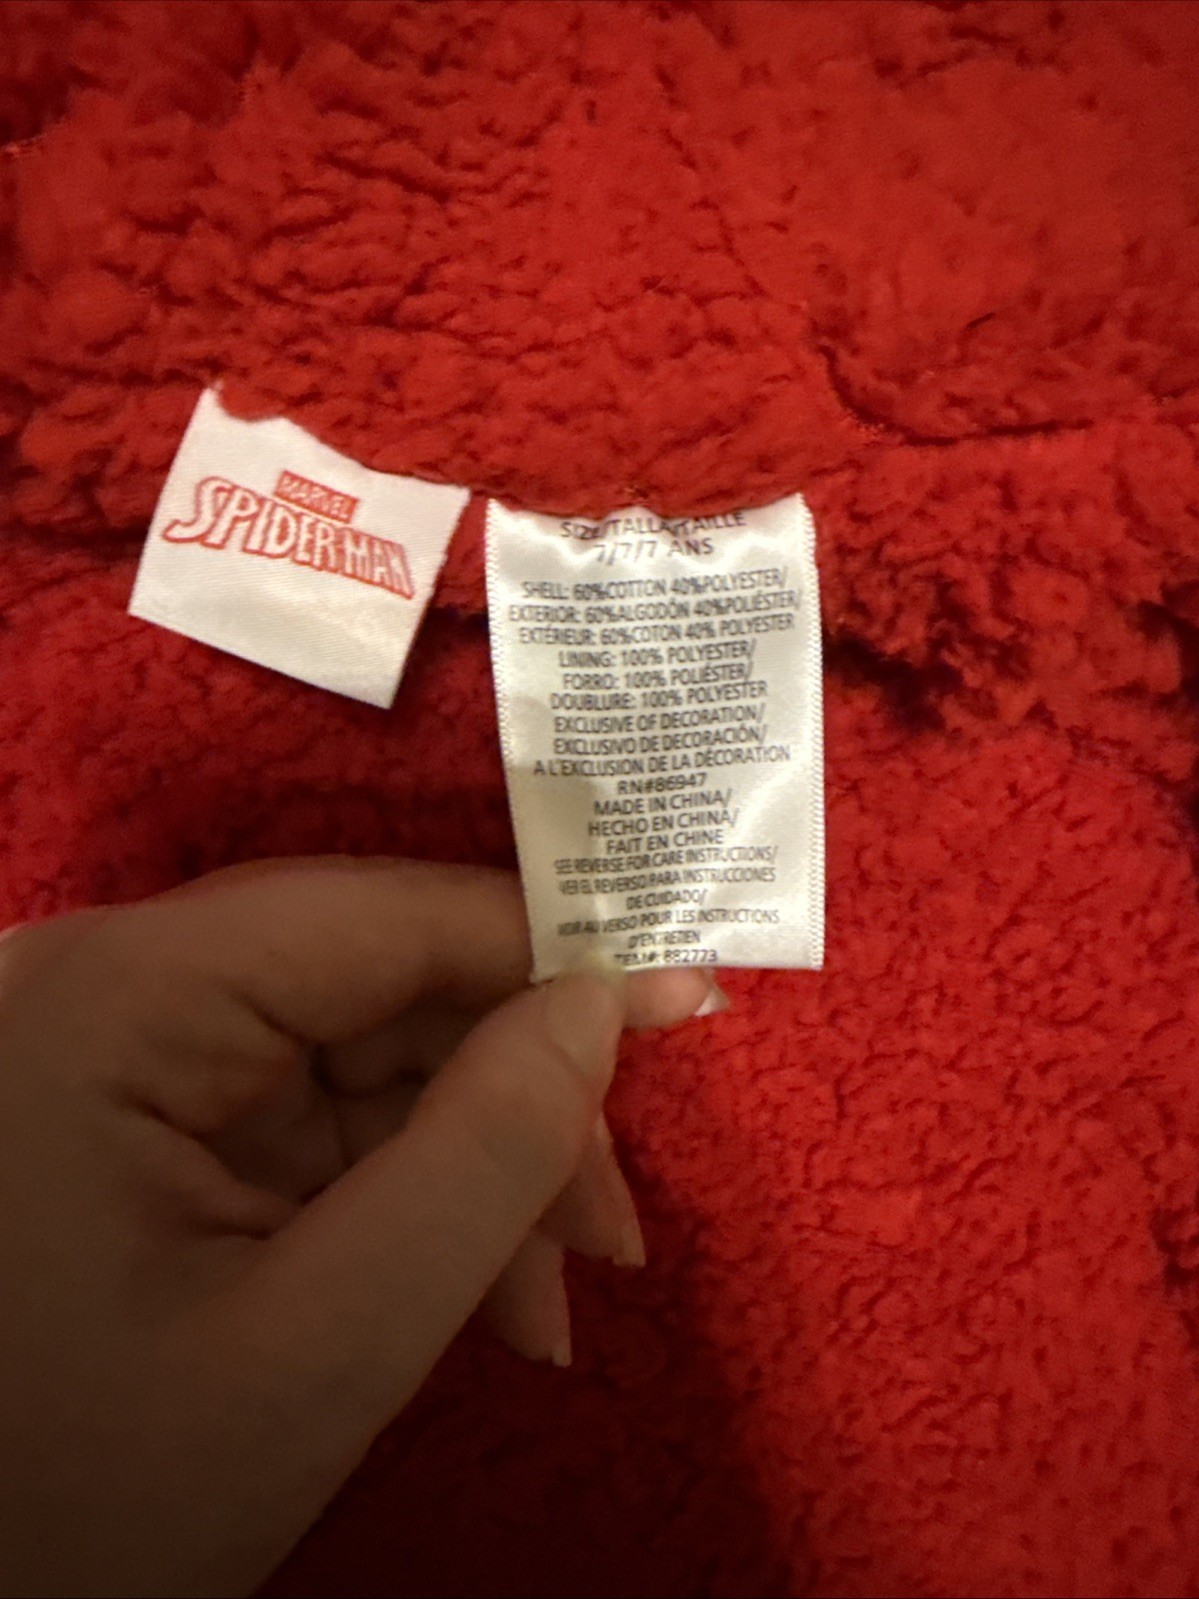 MARVEL
SPIDER-MAN
SIZE/TALLA/TAILLE
7/7/7 ANS
SHELL: 60%COTTON 40%POLYESTER/
EXTERIOR: 60%ALGODÓN 40%POLIÉSTER/
EXTÉRIEUR: 60%COTON 40% POLYESTER
LINING: 100% POLYESTER/
FORRO: 100% POLIÉSTER/
DOUBLURE: 100% POLYESTER
EXCLUSIVE OF DECORATION/
EXCLUSIVO DE DECORACIÓN/
A L'EXCLUSION DE LA DÉCORATION
RN#86947
MADE IN CHINA/
HECHO EN CHINA/
FAIT EN CHINE
SEE REVERSE FOR CARE INSTRUCTIONS/
VER EL REVERSO PARA INSTRUCCIONES
DE CUIDADO/
VOIR AU VERSO POUR LES INSTRUCTIONS
D'ENTRETIEN
ITEM#: 882773